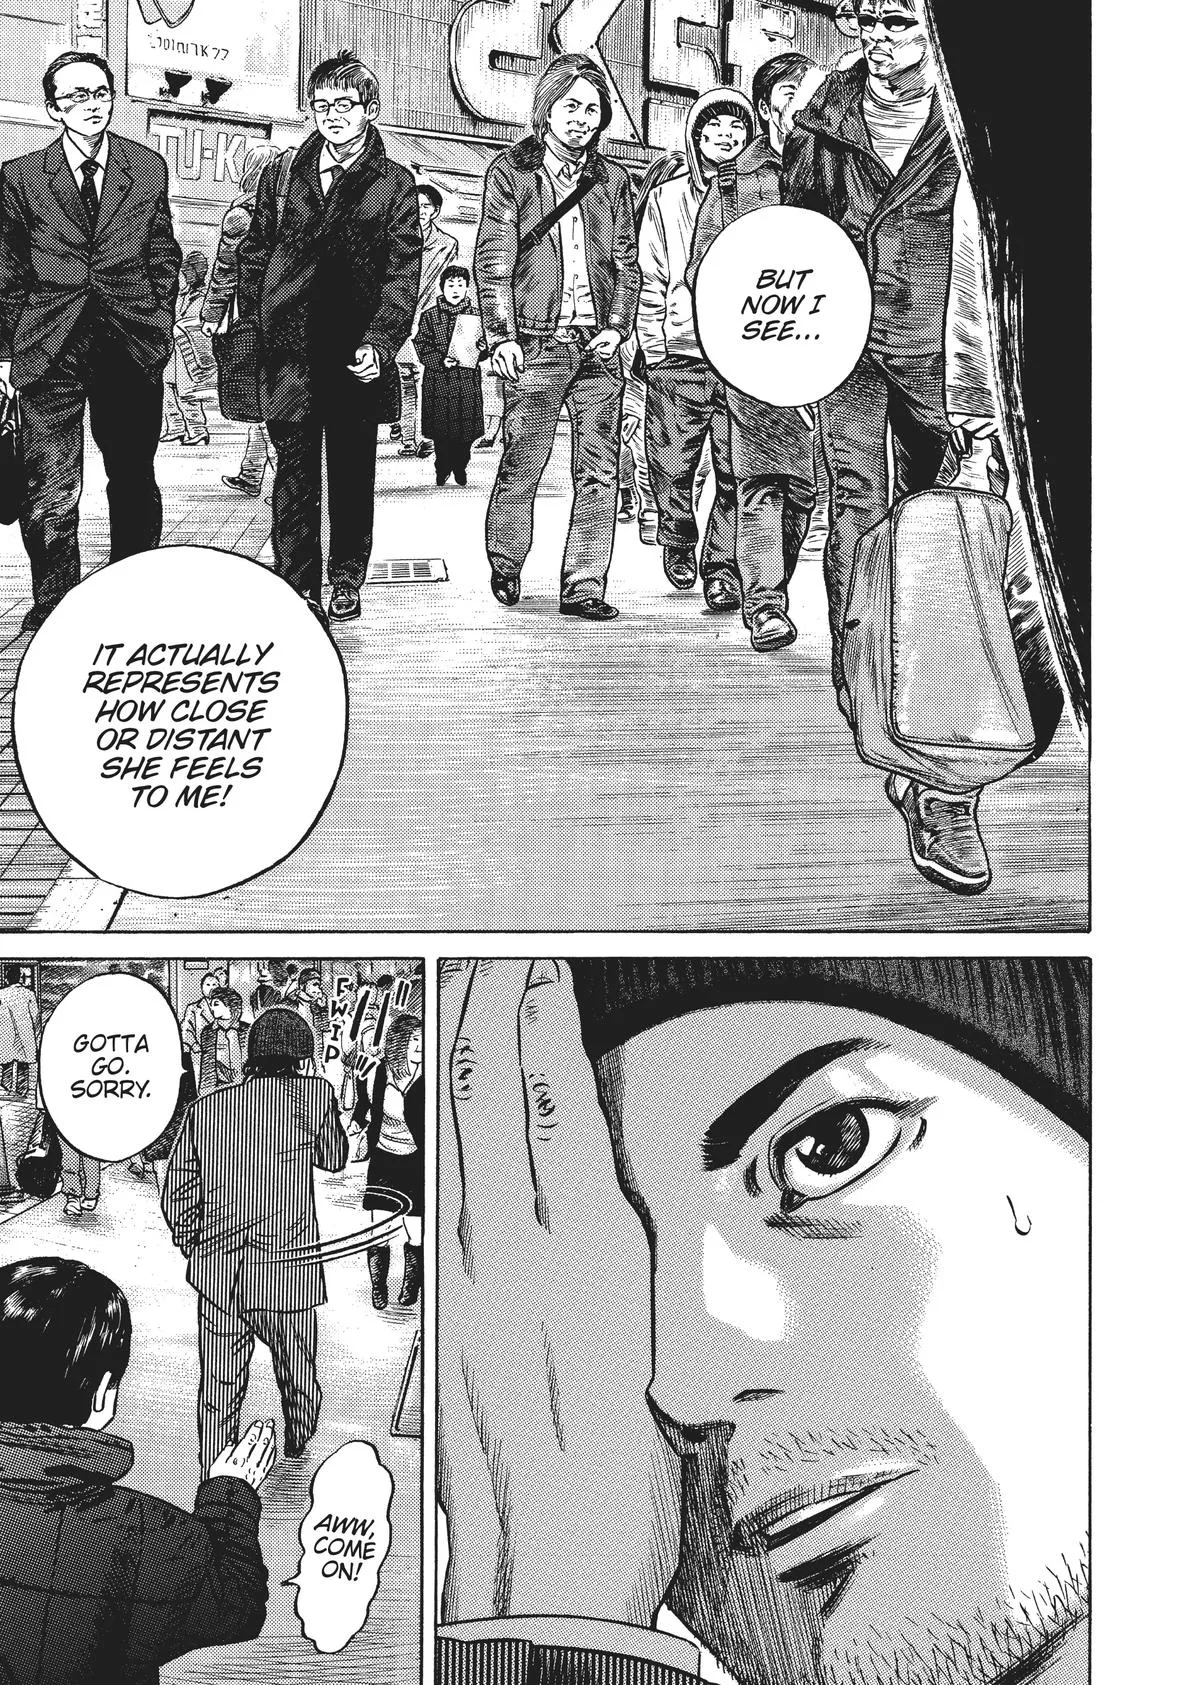 BUT
NOW I
SEE...
IT ACTUALLY
REPRESENTS
HOW CLOSE
OR DISTANT
SHE FEELS
TO ME!
TU-K
FWIP
GOTTA
GO.
SORRY.
AWW,
COME
ON!